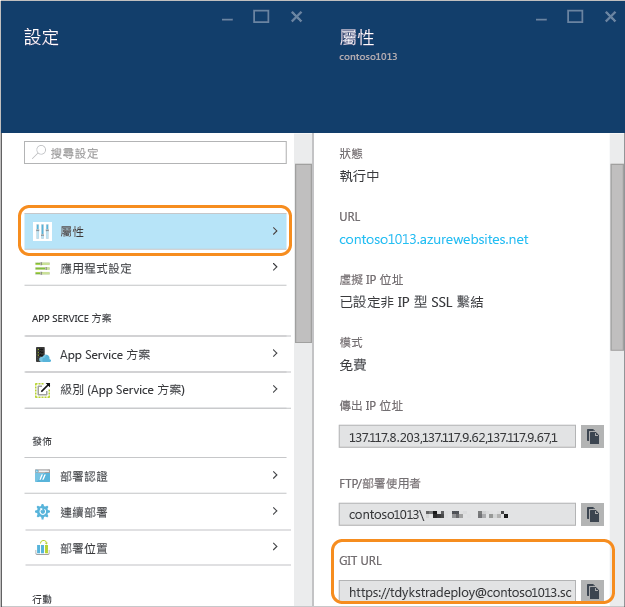 設定
搜尋設定
屬性
應用程式設定
APP SERVICE 方案
App Service 方案
級別 (App Service 方案)
發佈
部署認證
連續部署
部署位置
行動
屬性
contoso1013
狀態
執行中
URL
contoso1013.azurewebsites.net
虛擬 IP 位址
已設定非 IP 型 SSL 繫結
模式
免費
傳出 IP 位址
137.117.8.203,137.117.9.62,137.117.9.67,1
FTP/部署使用者
contoso1013\
GIT URL
https://tdykstradeploy@contoso1013.sc